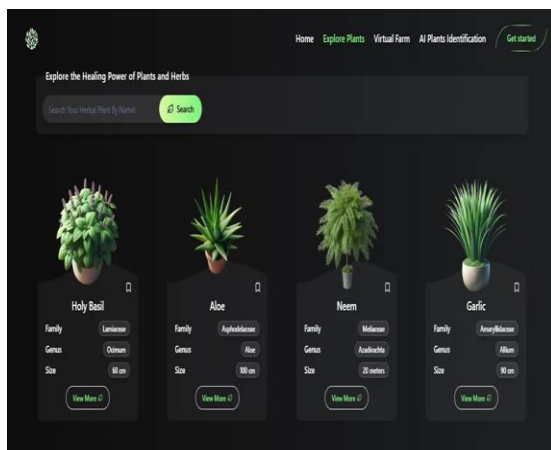 Home Explore Plants Virtual Farm AI Plants Identification Get started
Explore the Healing Power of Plants and Herbs
Search Your Herbal Plant By Name! Search
Holy Basil
Family Lamiaceae
Genus Ocimum
Size 60 cm
View More
Aloe
Family Asphodelaceae
Genus Aloe
Size 100 cm
View More
Neem
Family Meliaceae
Genus Azadirachta
Size 20 meters
View More
Garlic
Family Amaryllidaceae
Genus Allium
Size 90 cm
View More